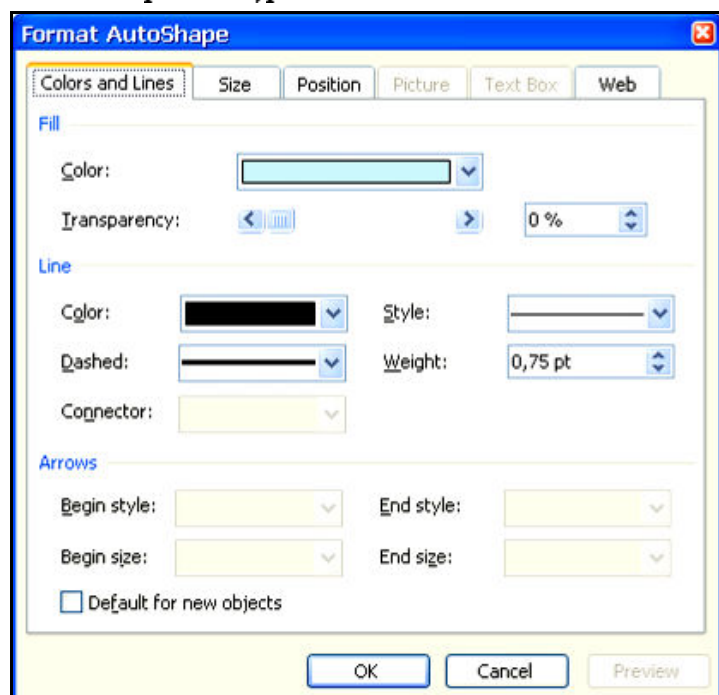 Format AutoShape
Colors and Lines Size Position Picture Text Box Web
Fill
Color:
Transparency: 0 %
Line
Color: Style:
Dashed: Weight: 0,75 pt
Connector:
Arrows
Begin style: End style:
Begin size: End size:
Default for new objects
OK Cancel Preview